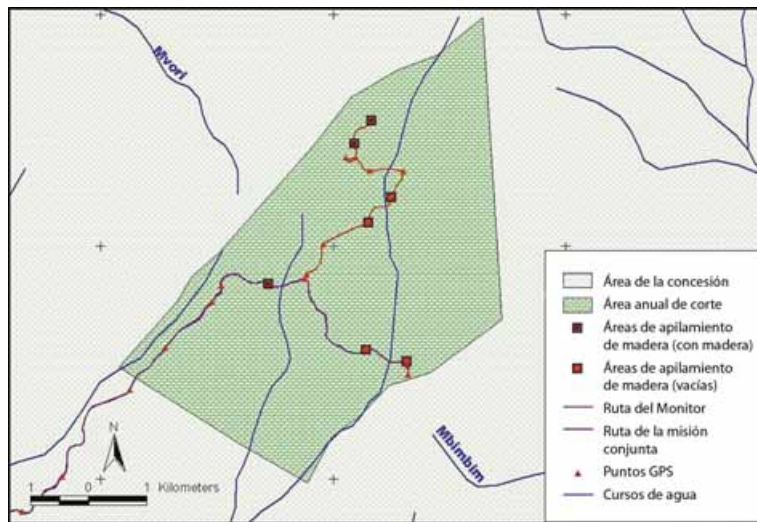 Mvori
Mbimbim
N
1 0 1 Kilometers
Área de la concesión
Área anual de corte
Áreas de apilamiento
de madera (con madera)
Áreas de apilamiento
de madera (vacías)
Ruta del Monitor
Ruta de la misión
conjunta
Puntos GPS
Cursos de agua